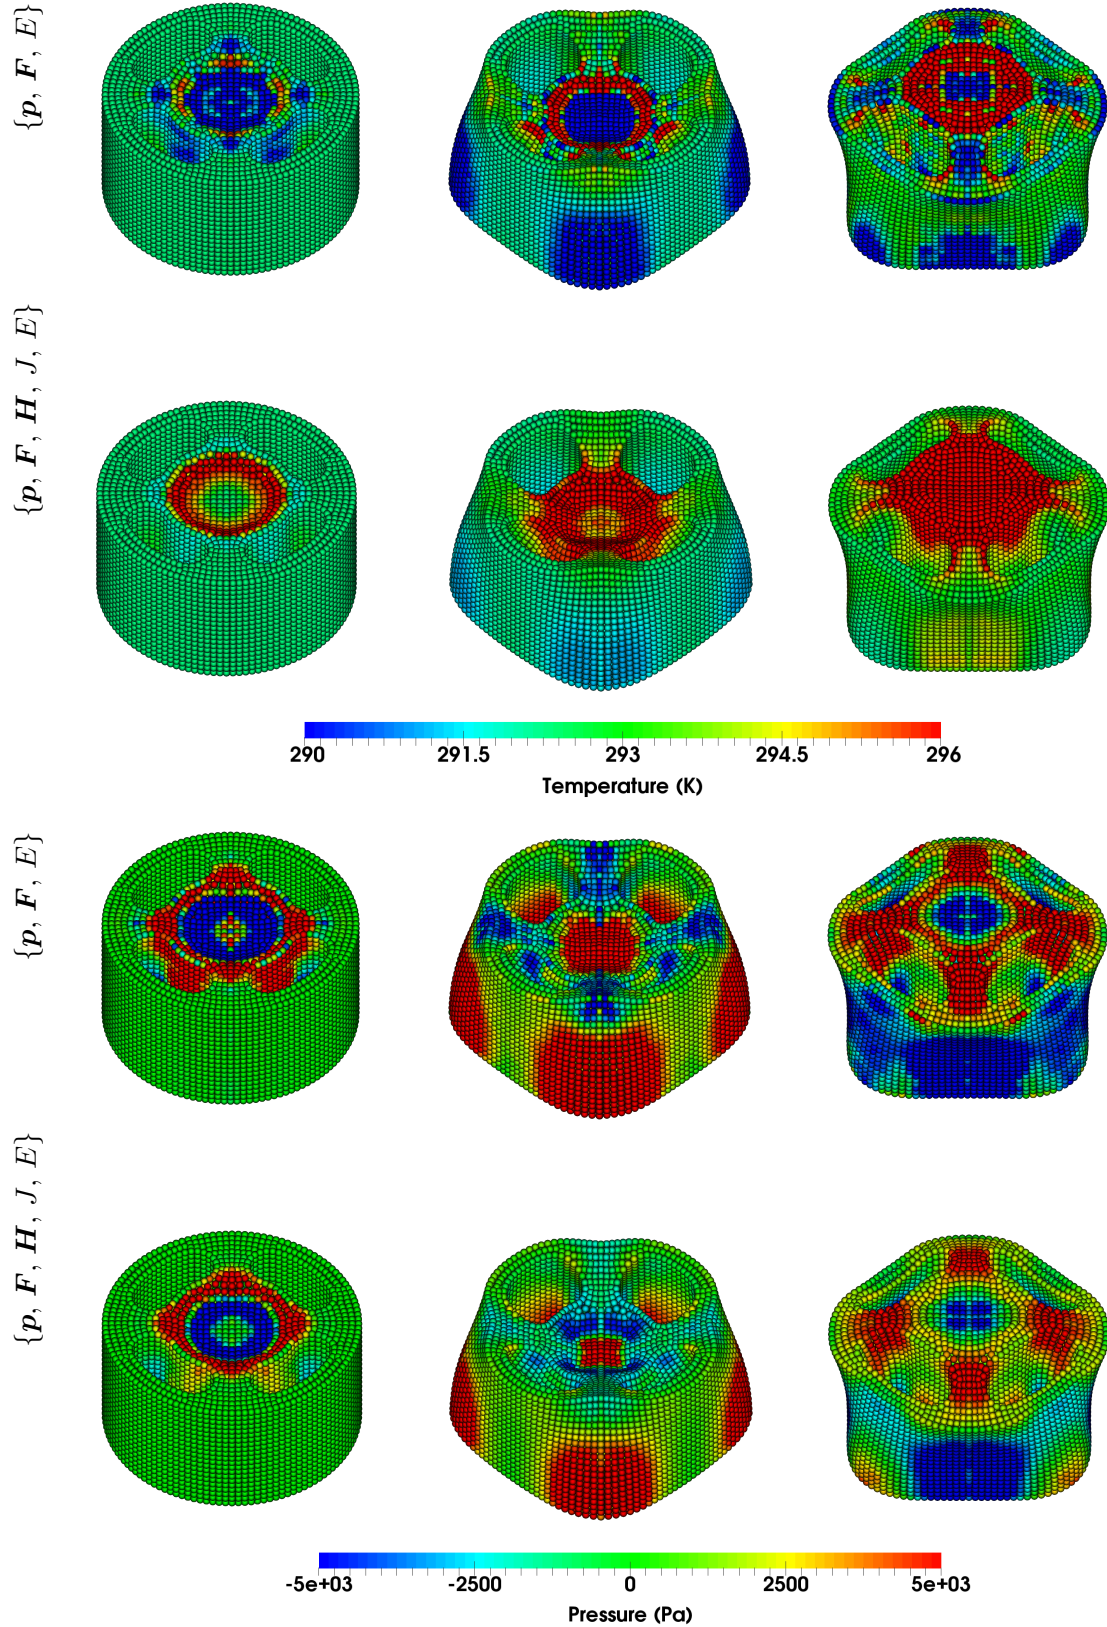 {p, F, E}
{p, F, H, J, E}
290 291.5 293 294.5 296
Temperature (K)
{p, F, E}
{p, F, H, J, E}
-5e+03 -2500 0 2500 5e+03
Pressure (Pa)